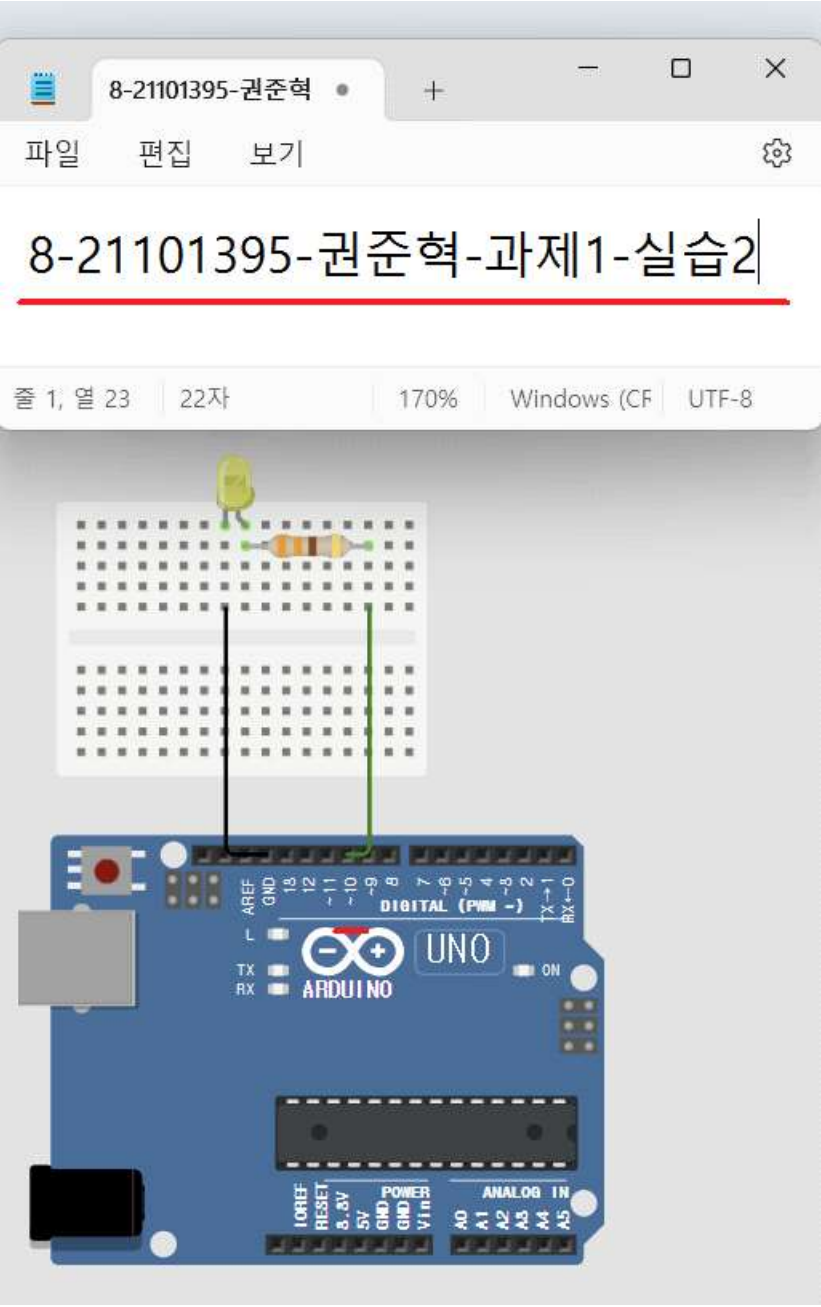 8-21101395-권준혁
파일 편집 보기
8-21101395-권준혁-과제1-실습2
줄 1, 열 23 22자 170% Windows (CF UTF-8
AREF GND 13 12 ~11 ~10 ~9 8 7 ~6 ~5 4 ~3 2 TX→1 RX←0
DIGITAL (PWM ~)
L
UNO
TX ON
RX ARDUINO
POWER ANALOG IN
IOREF RESET 3.3V 5V GND GND Vin A0 A1 A2 A3 A4 A5